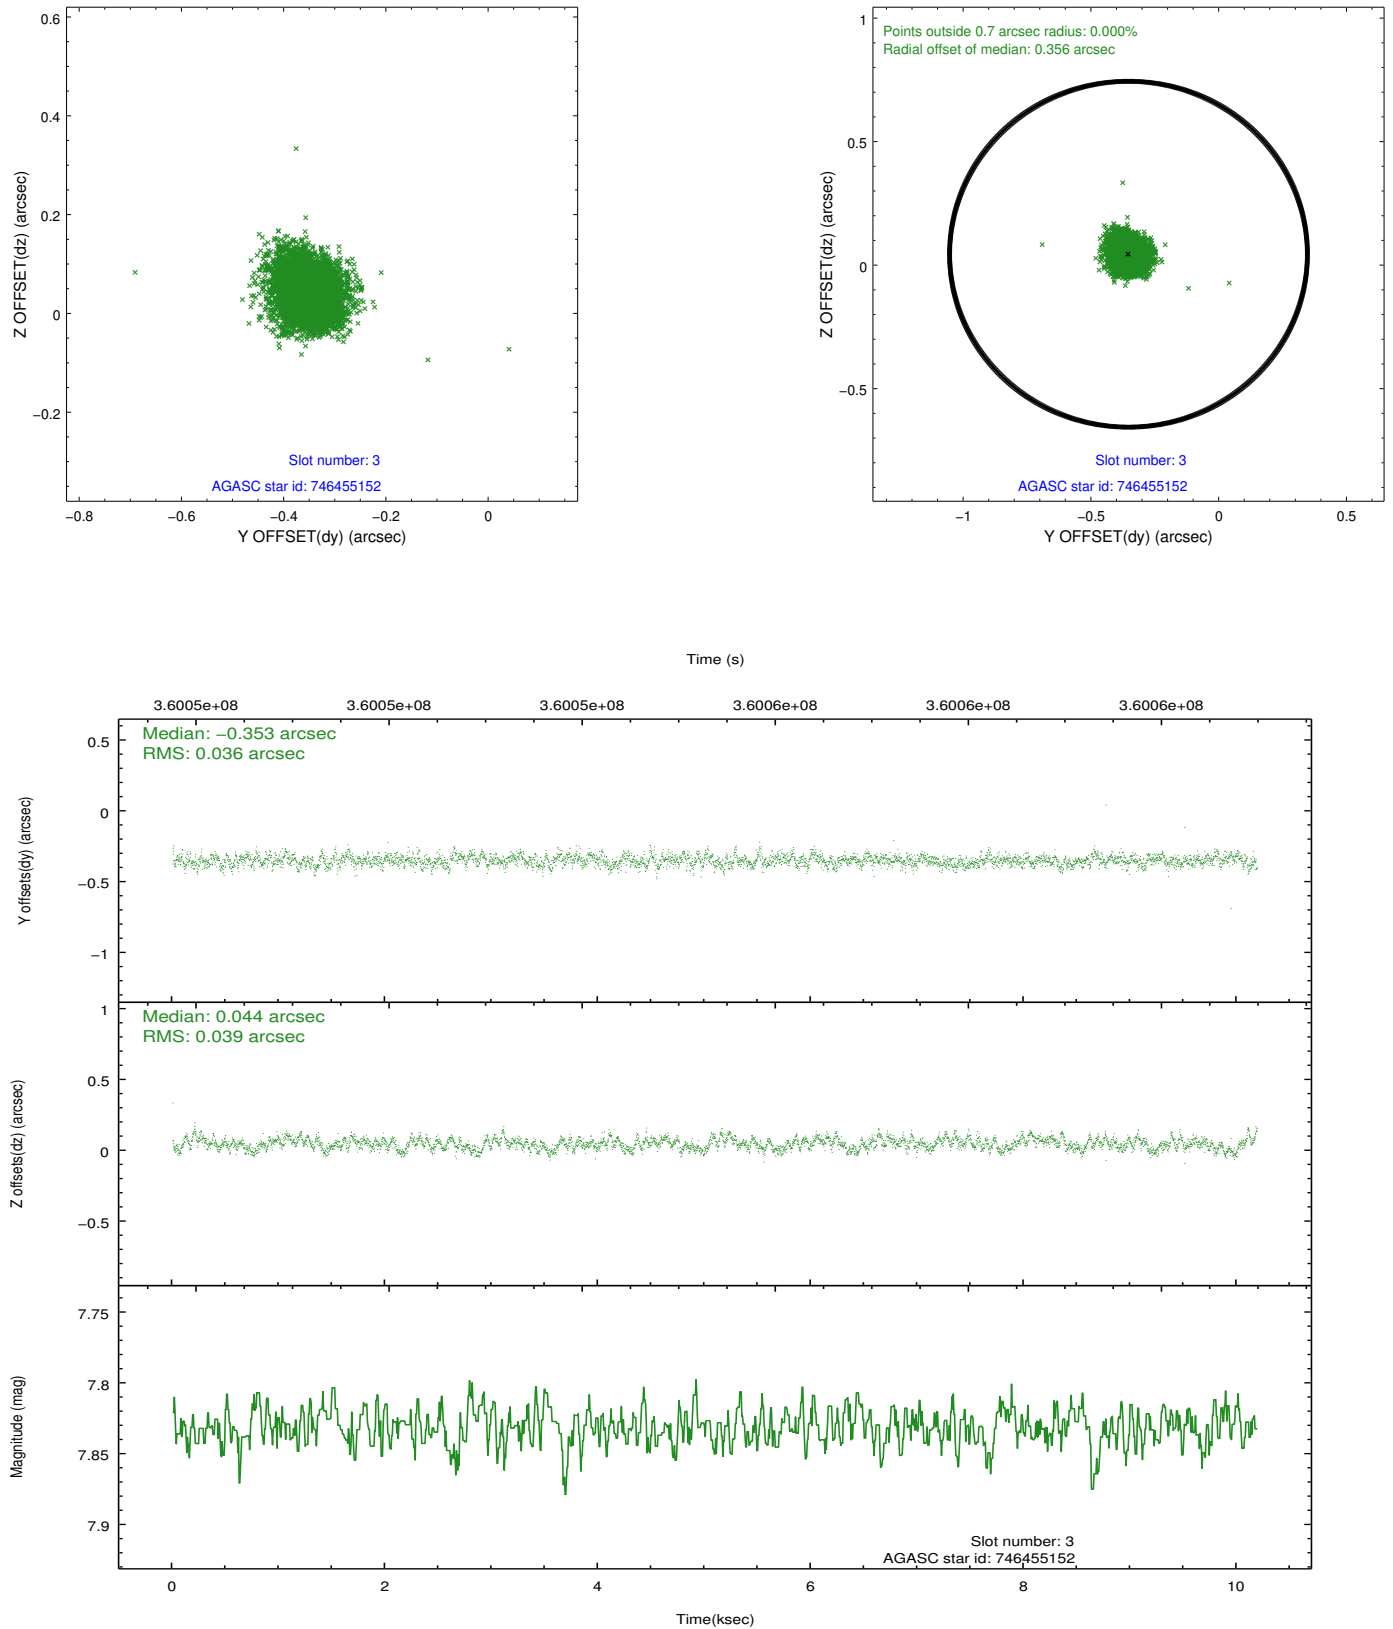 0.6
0.4
0.2
0
−0.2
Z OFFSET(dz) (arcsec)
Slot number: 3
AGASC star id: 746455152
−0.8 −0.6 −0.4 −0.2 0
Y OFFSET(dy) (arcsec)
Points outside 0.7 arcsec radius: 0.000%
Radial offset of median: 0.356 arcsec
1
0.5
0
−0.5
Z OFFSET(dz) (arcsec)
Slot number: 3
AGASC star id: 746455152
−1 −0.5 0 0.5
Y OFFSET(dy) (arcsec)
Time (s)
3.6005e+08 3.6005e+08 3.6005e+08 3.6006e+08 3.6006e+08 3.6006e+08
Median: −0.353 arcsec
RMS: 0.036 arcsec
0.5
0
−0.5
−1
Y offsets(dy) (arcsec)
Median: 0.044 arcsec
RMS: 0.039 arcsec
1
0.5
0
−0.5
Z offsets(dz) (arcsec)
7.75
7.8
7.85
7.9
Magnitude (mag)
Slot number: 3
AGASC star id: 746455152
0 2 4 6 8 10
Time(ksec)